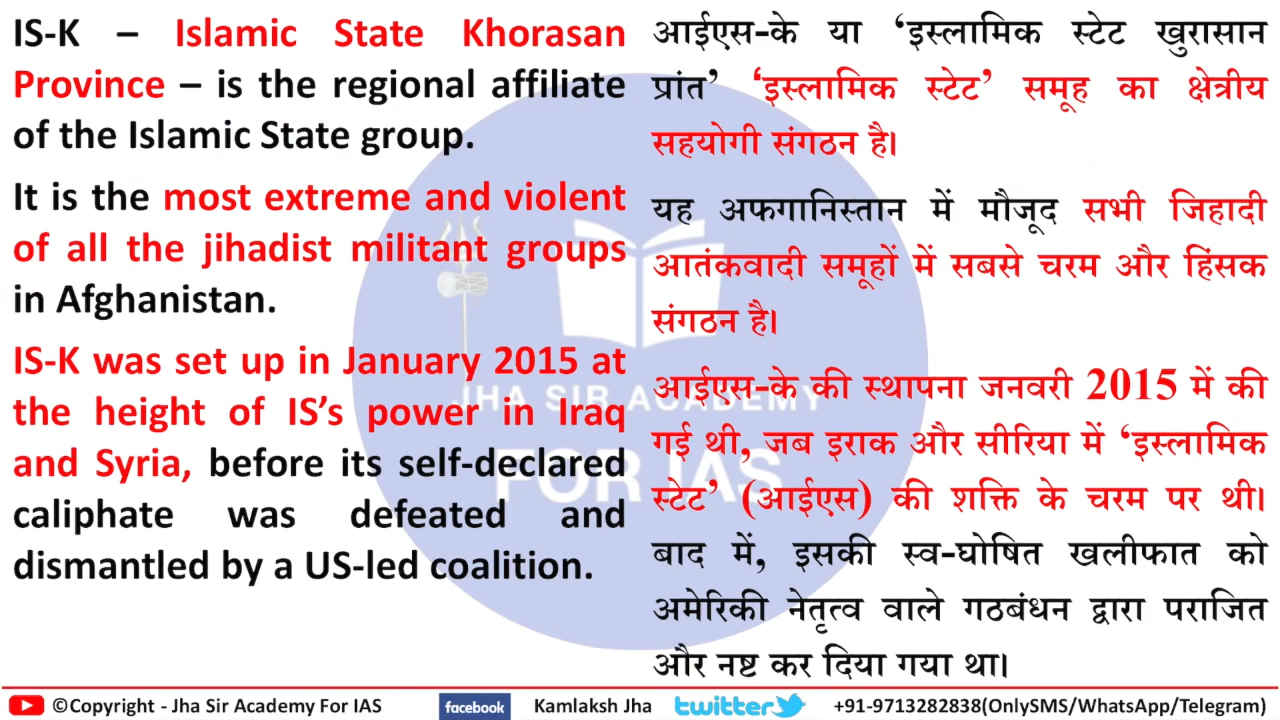 IS-K – Islamic State Khorasan
Province – is the regional affiliate
of the Islamic State group.
It is the most extreme and violent
of all the jihadist militant groups
in Afghanistan.
IS-K was set up in January 2015 at
the height of IS’s power in Iraq
and Syria, before its self-declared
caliphate was defeated and
dismantled by a US-led coalition.
आईएस-के या ‘इस्लामिक स्टेट खुरासान
प्रांत’ ‘इस्लामिक स्टेट’ समूह का क्षेत्रीय
सहयोगी संगठन है।
यह अफगानिस्तान में मौजूद सभी जिहादी
आतंकवादी समूहों में सबसे चरम और हिंसक
संगठन है।
आईएस-के की स्थापना जनवरी 2015 में की
गई थी, जब इराक और सीरिया में ‘इस्लामिक
स्टेट’ (आईएस) की शक्ति के चरम पर थी।
बाद में, इसकी स्व-घोषित खलीफात को
अमेरिकी नेतृत्व वाले गठबंधन द्वारा पराजित
और नष्ट कर दिया गया था।
JHA SIR ACADEMY
FOR IAS
©Copyright - Jha Sir Academy For IAS facebook Kamlaksh Jha twitter +91-9713282838(OnlySMS/WhatsApp/Telegram)